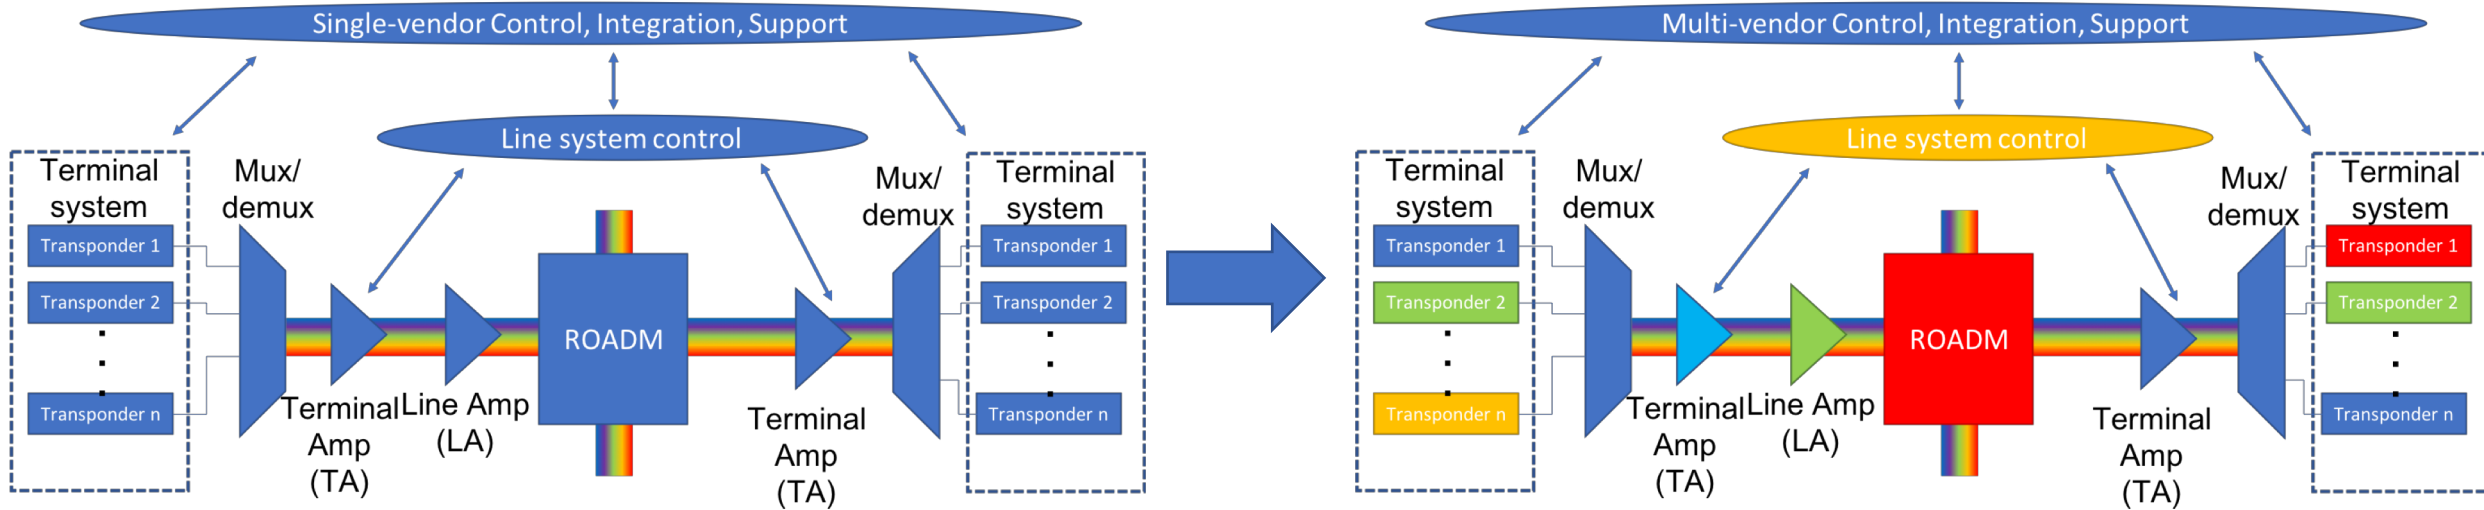 Single-vendor Control, Integration, Support
Line system control
Terminal
system
Transponder 1
Transponder 2
Transponder n
Mux/
demux
Terminal
Amp
(TA)
Line Amp
(LA)
ROADM
Terminal
Amp
(TA)
Mux/
demux
Terminal
system
Transponder 1
Transponder 2
Transponder n
Multi-vendor Control, Integration, Support
Line system control
Terminal
system
Transponder 1
Transponder 2
Transponder n
Mux/
demux
Terminal
Amp
(TA)
Line Amp
(LA)
ROADM
Terminal
Amp
(TA)
Mux/
demux
Terminal
system
Transponder 1
Transponder 2
Transponder n